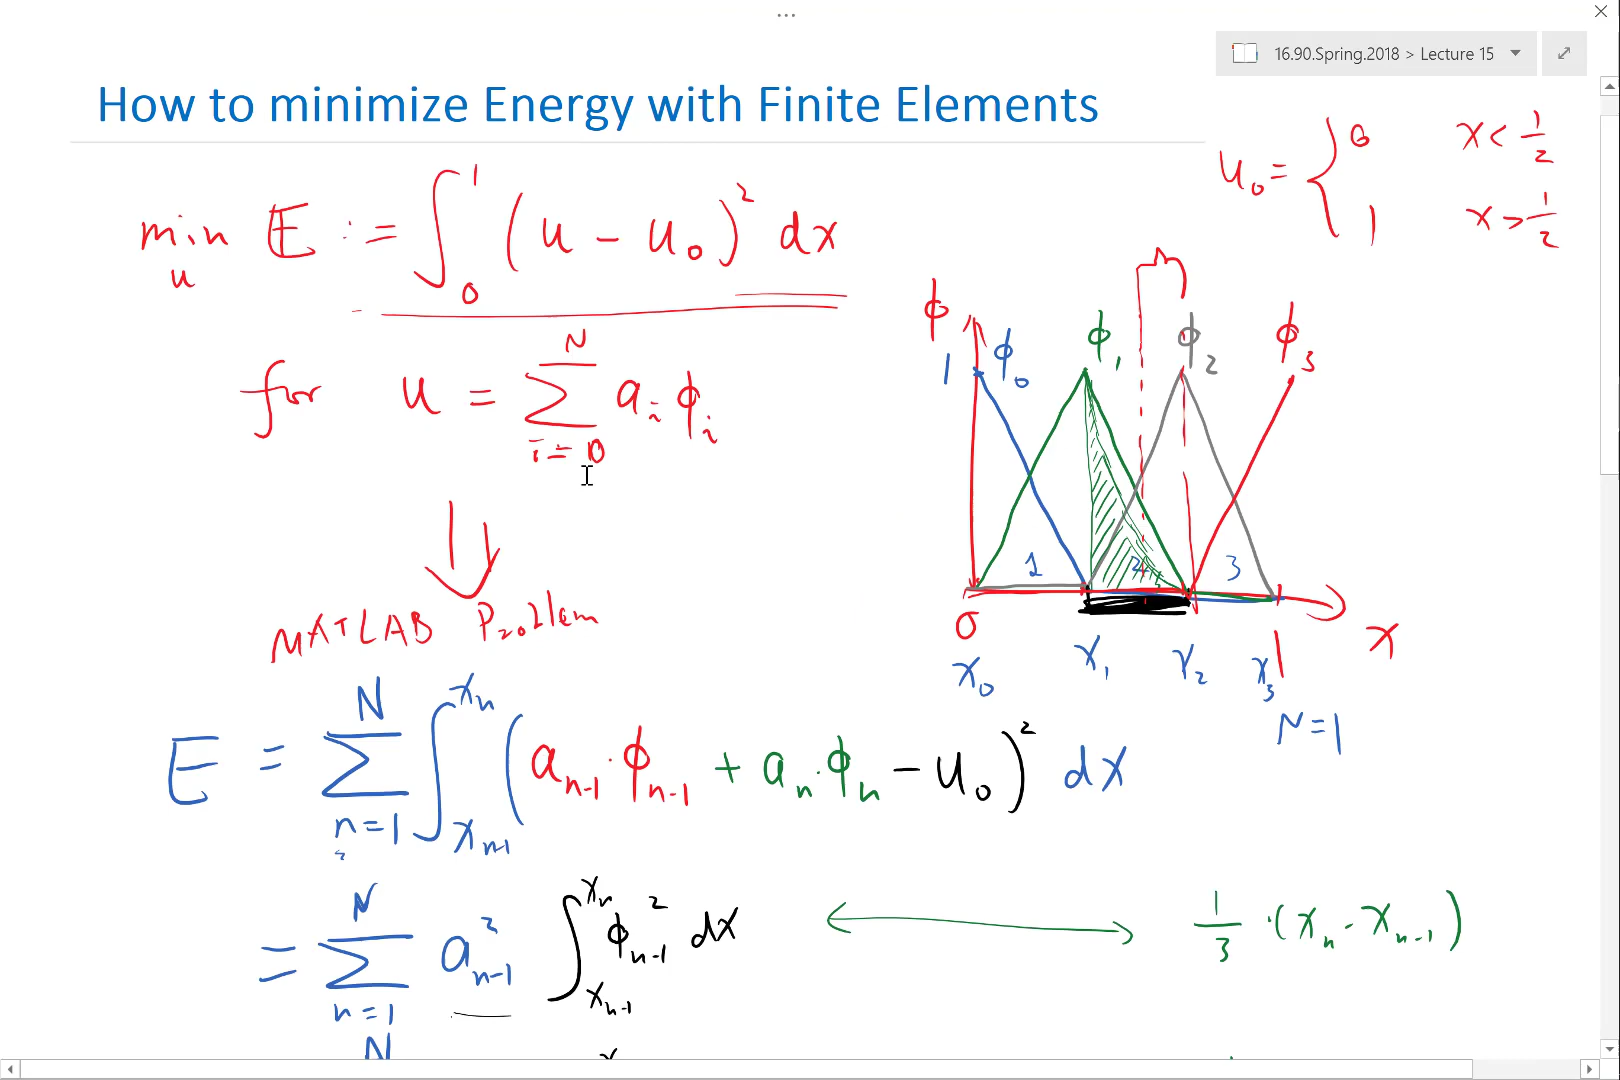 16.90.Spring.2018 > Lecture 15
How to minimize Energy with Finite Elements
u₀ = { 0 x < 1/2
1 x > 1/2
min_u E := ∫₀¹ (u - u₀)² dx
for u = Σ_{i=0}^{N} a_i φ_i
φ
1 φ₀ φ₁ φ₂ φ₃
1 2 3
0 x
x₀ x₁ x₂ x₃ 1
N=1
MATLAB Problem
E = Σ_{n=1}^{N} ∫_{x_{n-1}}^{x_n} (a_{n-1}·φ_{n-1} + a_n·φ_n - u₀)² dx
= Σ_{n=1}^{N} a²_{n-1} ∫_{x_{n-1}}^{x_n} φ²_{n-1} dx ⟷ 1/3 ·(x_n - x_{n-1})
N